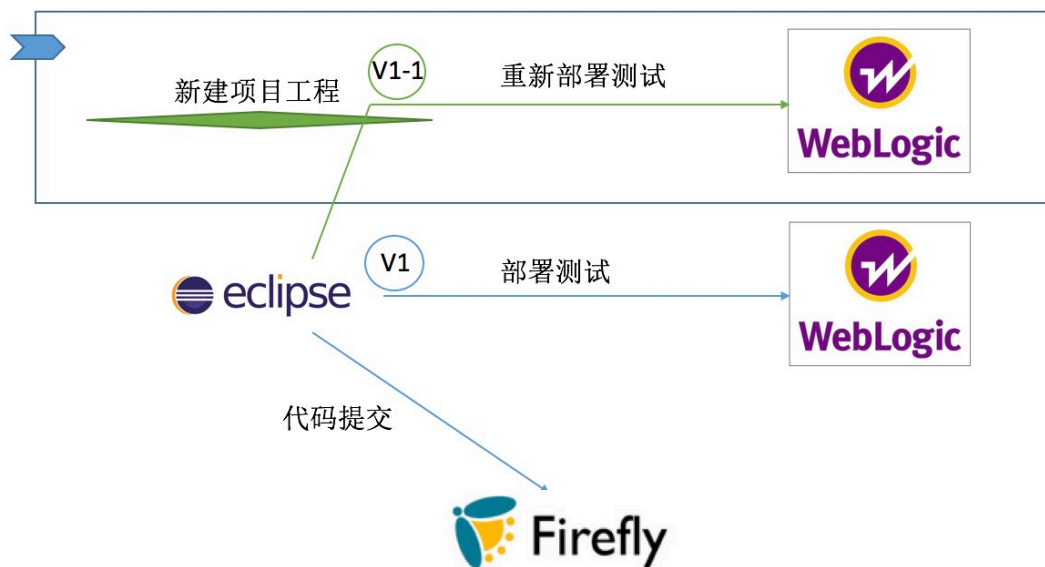 V1-1
新建项目工程
重新部署测试
WebLogic
V1
部署测试
eclipse
WebLogic
代码提交
Firefly